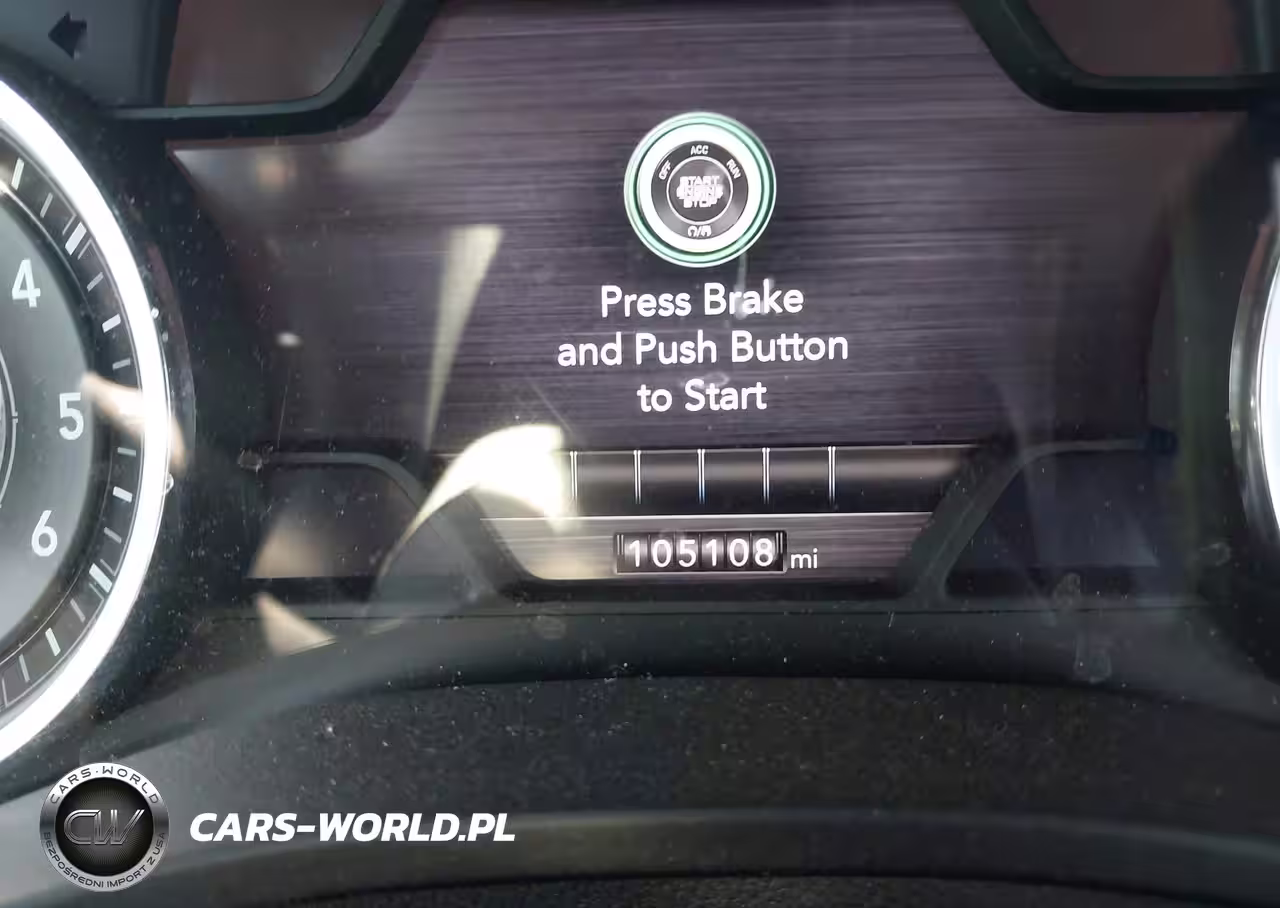 4
5
6
OFF ACC RUN
START
ENGINE
STOP
Press Brake
and Push Button
to Start
105108 mi
CARS·WORLD
CW
BEZPOŚREDNI IMPORT Z USA
CARS-WORLD.PL